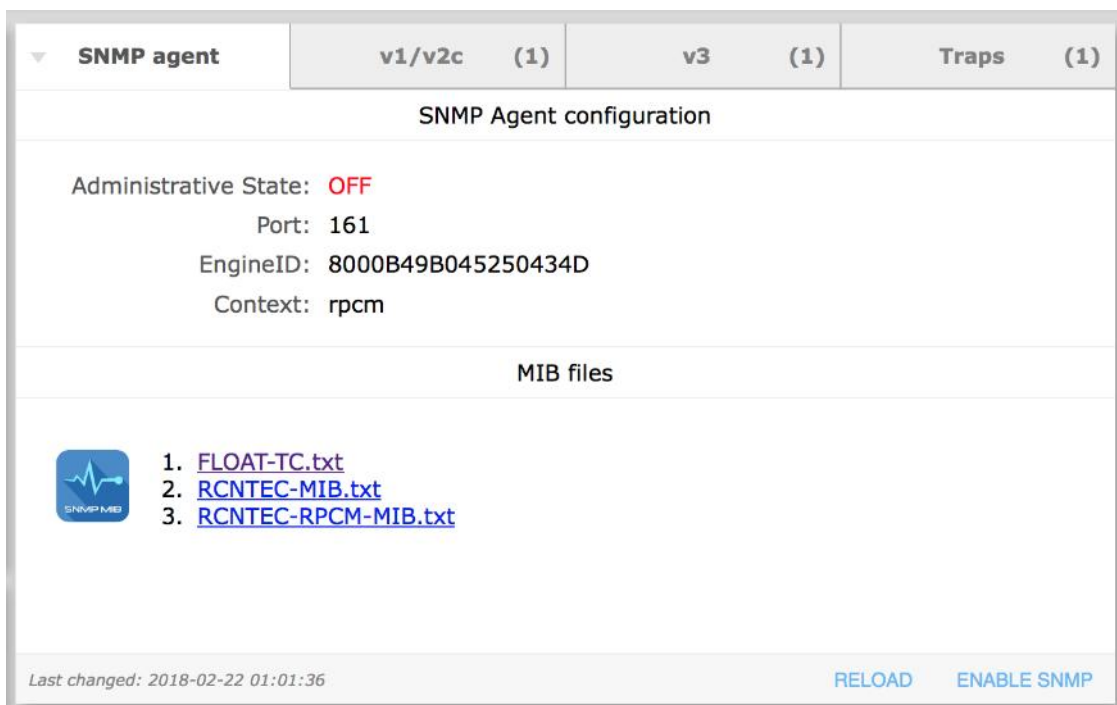 SNMP agent v1/v2c (1) v3 (1) Traps (1)
SNMP Agent configuration
Administrative State: OFF
Port: 161
EngineID: 8000B49B045250434D
Context: rpcm
MIB files
SNMP MIB
1. FLOAT-TC.txt
2. RCNTEC-MIB.txt
3. RCNTEC-RPCM-MIB.txt
Last changed: 2018-02-22 01:01:36 RELOAD ENABLE SNMP